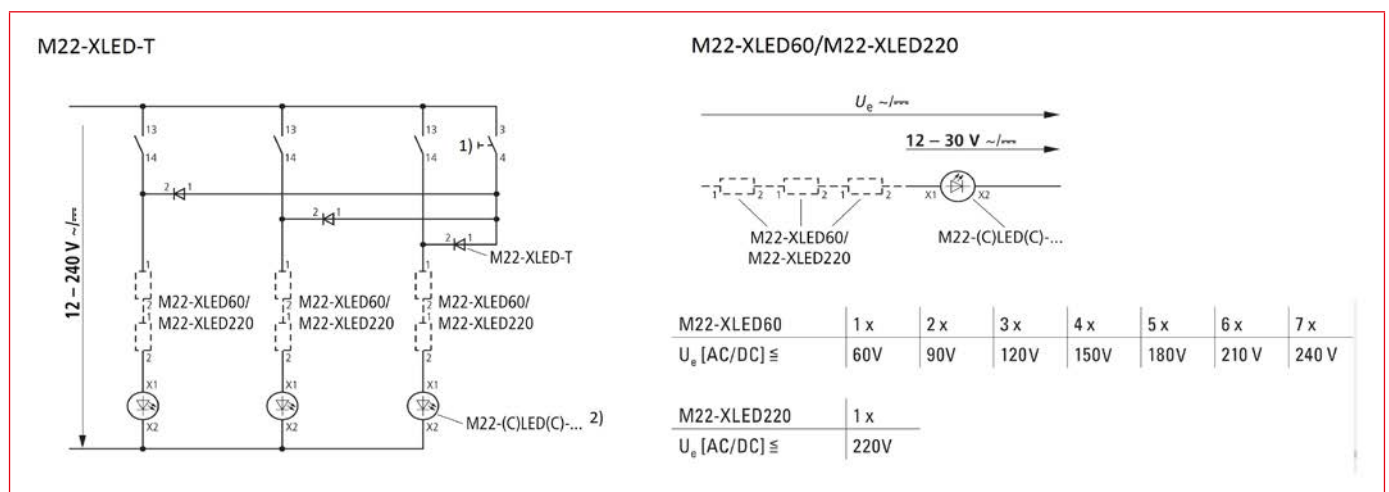 M22-XLED-T
13
14
13
14
13
14
3
4
1)
2 1
2 1
2 1
M22-XLED-T
12 – 240 V ~/⎓
1
2
1
2
M22-XLED60/
M22-XLED220
1
2
1
2
M22-XLED60/
M22-XLED220
1
2
1
2
M22-XLED60/
M22-XLED220
X1
X2
X1
X2
X1
X2
M22-(C)LED(C)-... 2)
M22-XLED60/M22-XLED220
Ue ~/⎓
12 – 30 V ~/⎓
1 2 1 2 1 2 X1 X2
M22-XLED60/
M22-XLED220
M22-(C)LED(C)-...
M22-XLED60 1 x 2 x 3 x 4 x 5 x 6 x 7 x
Ue [AC/DC] ≦ 60V 90V 120V 150V 180V 210 V 240 V
M22-XLED220 1 x
Ue [AC/DC] ≦ 220V